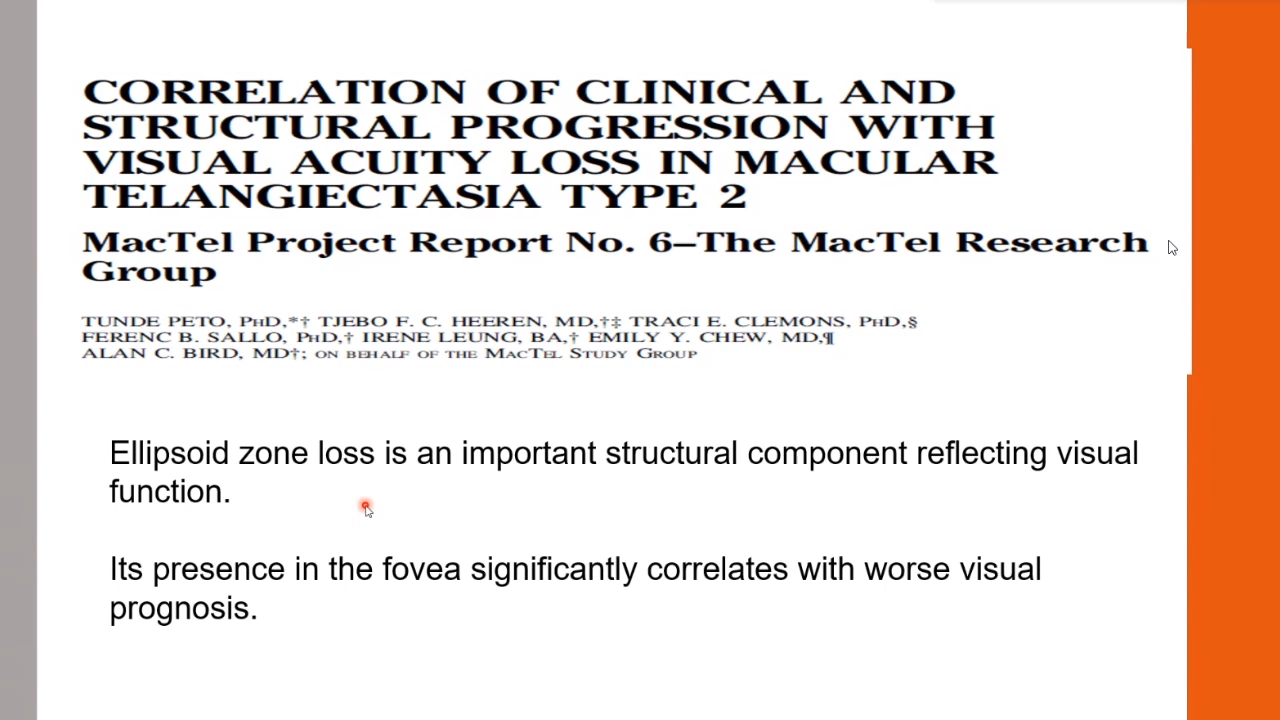 CORRELATION OF CLINICAL AND
STRUCTURAL PROGRESSION WITH
VISUAL ACUITY LOSS IN MACULAR
TELANGIECTASIA TYPE 2
MacTel Project Report No. 6–The MacTel Research
Group
TUNDE PETO, PHD,*† TJEBO F. C. HEEREN, MD,†‡ TRACI E. CLEMONS, PHD,§
FERENC B. SALLO, PHD,† IRENE LEUNG, BA,† EMILY Y. CHEW, MD,¶
ALAN C. BIRD, MD†; ON BEHALF OF THE MACTEL STUDY GROUP
Ellipsoid zone loss is an important structural component reflecting visual
function.
Its presence in the fovea significantly correlates with worse visual
prognosis.